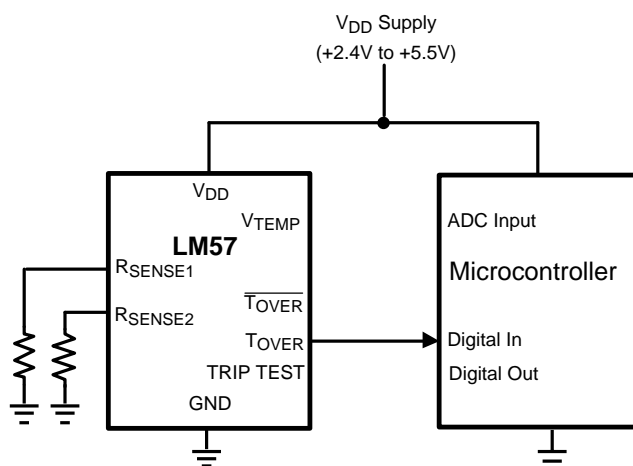 VDD Supply
(+2.4V to +5.5V)
VDD
VTEMP
LM57
RSENSE1
TOVER
RSENSE2
TOVER
TRIP TEST
GND
ADC Input
Microcontroller
Digital In
Digital Out